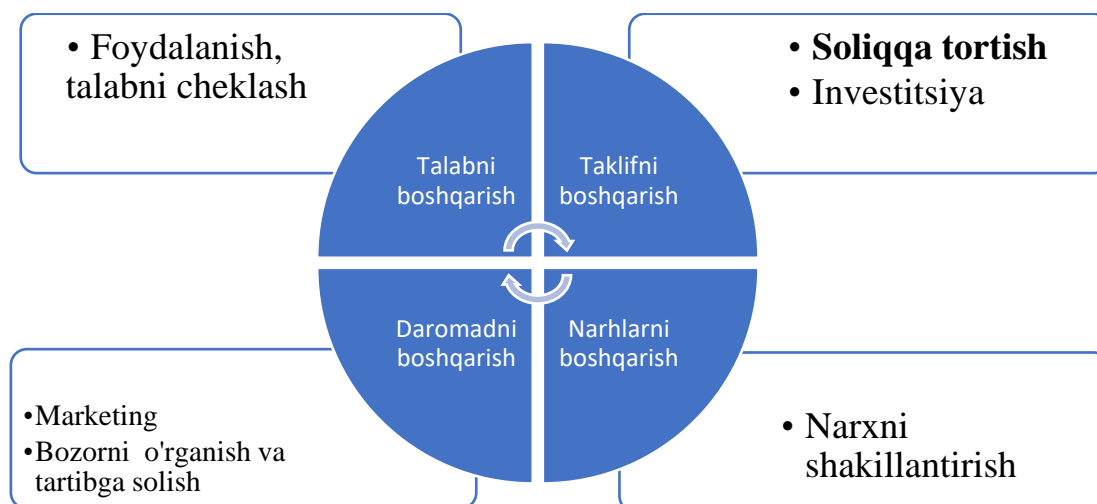 • Foydalanish,
talabni cheklash
• Soliqqa tortish
• Investitsiya
Talabni
boshqarish
Taklifni
boshqarish
Daromadni
boshqarish
Narhlarni
boshqarish
•Marketing
•Bozorni o'rganish va
tartibga solish
• Narxni
shakillantirish